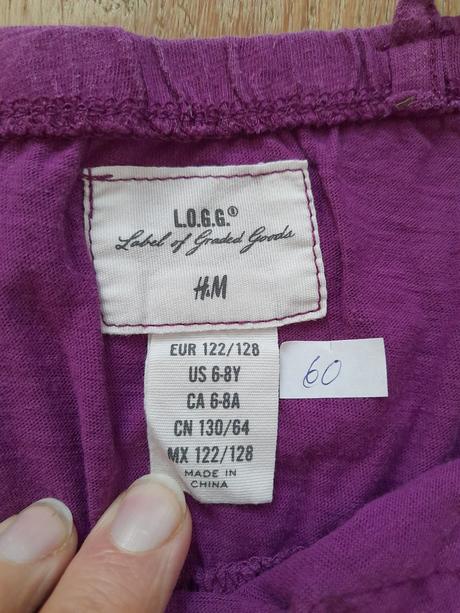 L.O.G.G.®
Label of Graded Goods
H&M
EUR 122/128
US 6-8Y
CA 6-8A
CN 130/64
MX 122/128
MADE IN
CHINA
60